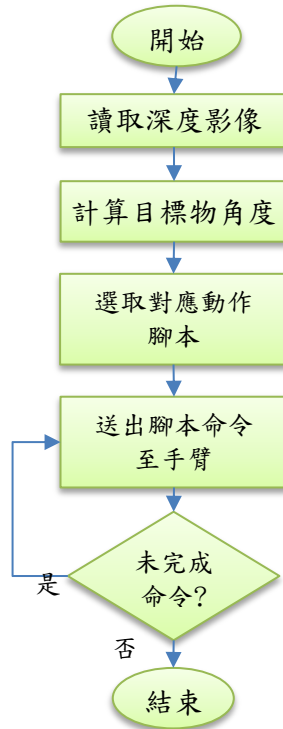 開始
讀取深度影像
計算目標物角度
選取對應動作
腳本
送出腳本命令
至手臂
未完成
命令?
是
否
結束